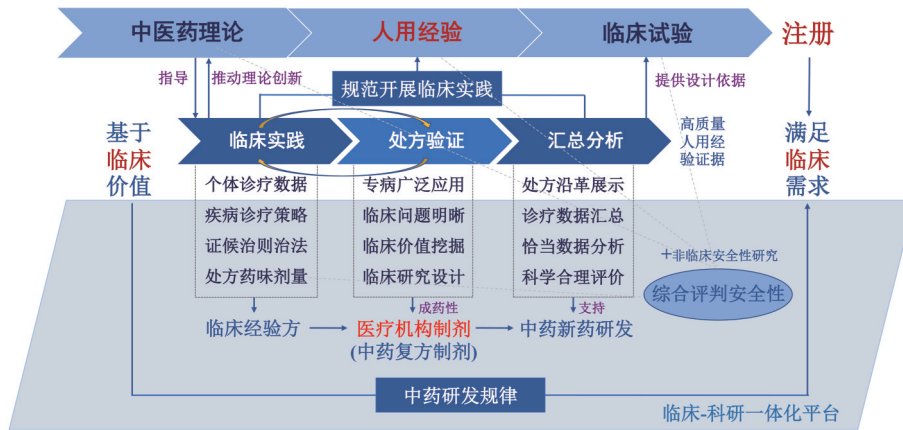 中医药理论
人用经验
临床试验
注册
指导
推动理论创新
规范开展临床实践
提供设计依据
基于
临床
价值
临床实践
处方验证
汇总分析
高质量
人用经
验证据
满足
临床
需求
个体诊疗数据
疾病诊疗策略
证候治则治法
处方药味剂量
专病广泛应用
临床问题明晰
临床价值挖掘
临床研究设计
处方沿革展示
诊疗数据汇总
恰当数据分析
科学合理评价
+非临床安全性研究
综合评判安全性
成药性
支持
临床经验方
医疗机构制剂
(中药复方制剂)
中药新药研发
中药研发规律
临床-科研一体化平台